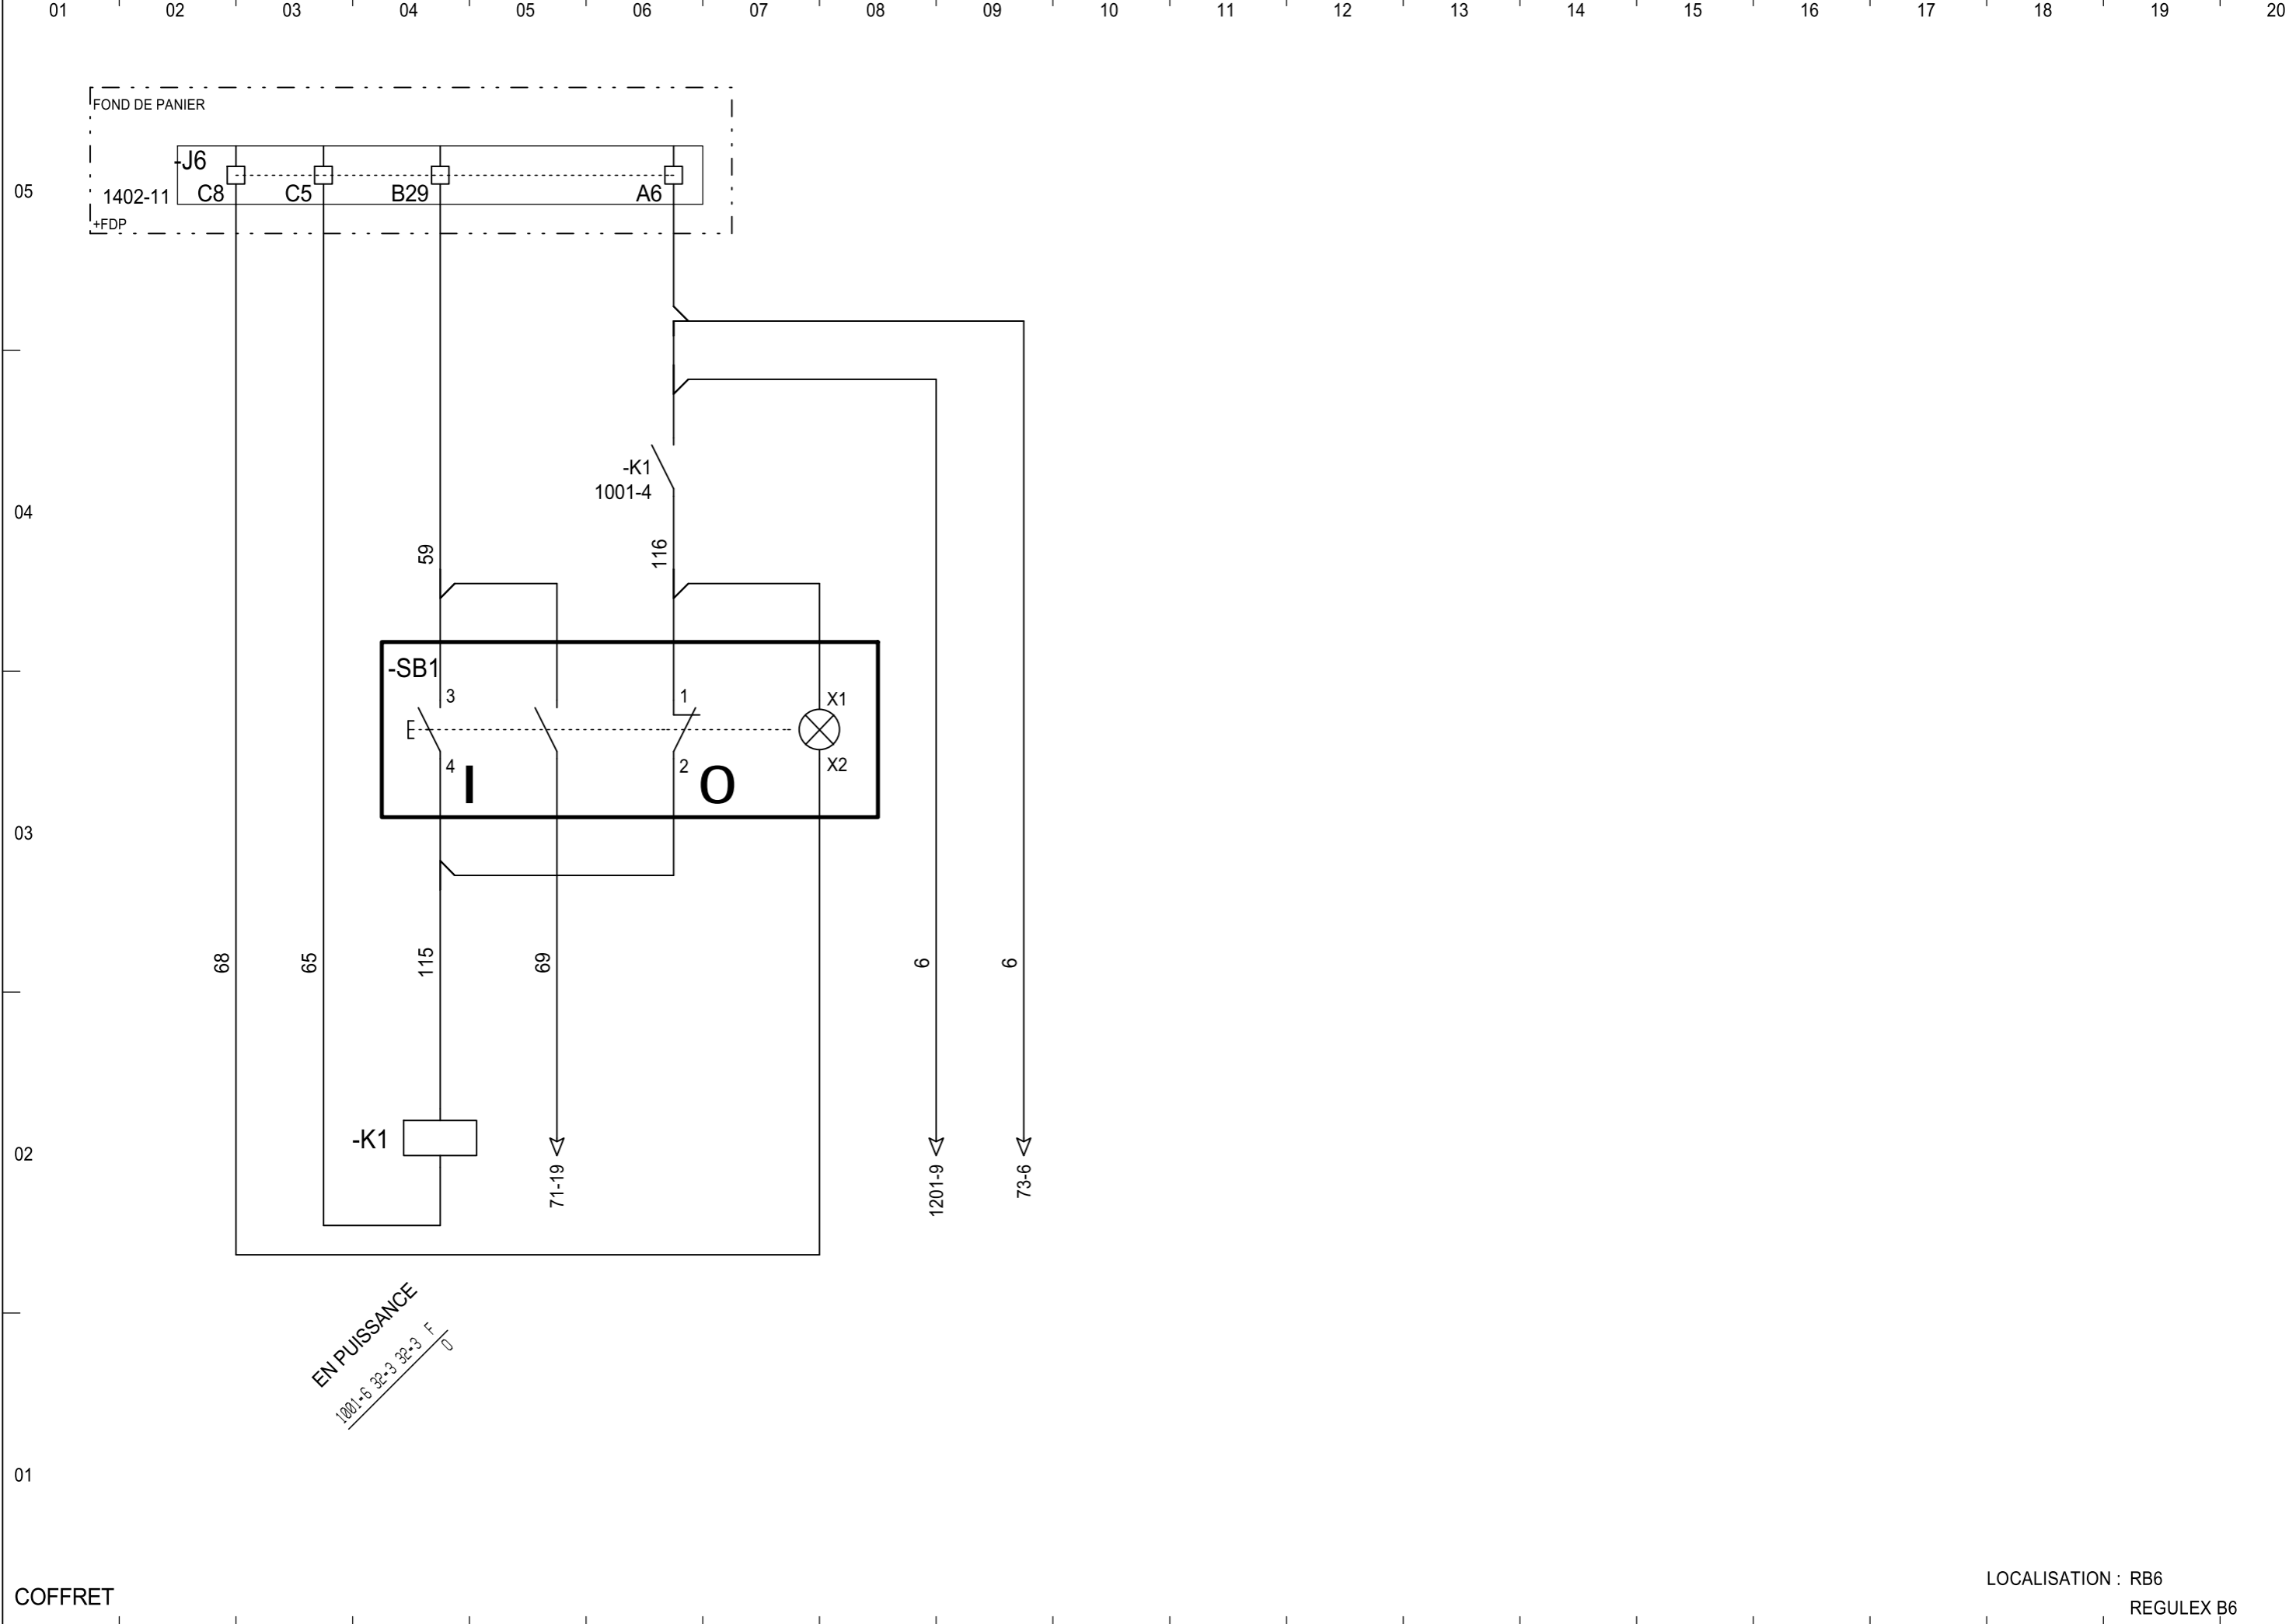 01 02 03 04 05 06 07 08 09 10 11 12 13 14 15 16 17 18 19 20
FOND DE PANIER
-J6
05
1402-11 C8 C5 B29 A6
+FDP
-K1
1001-4
04
59 116
-SB1
3 1 X1
4 I 2 O X2
03
68 65 115 69 6 6
-K1
02
71-19 1201-9 73-6
EN PUISSANCE
1001-6 32-3 32-3 F
O
01
LOCALISATION : RB6
COFFRET
REGULEX B6